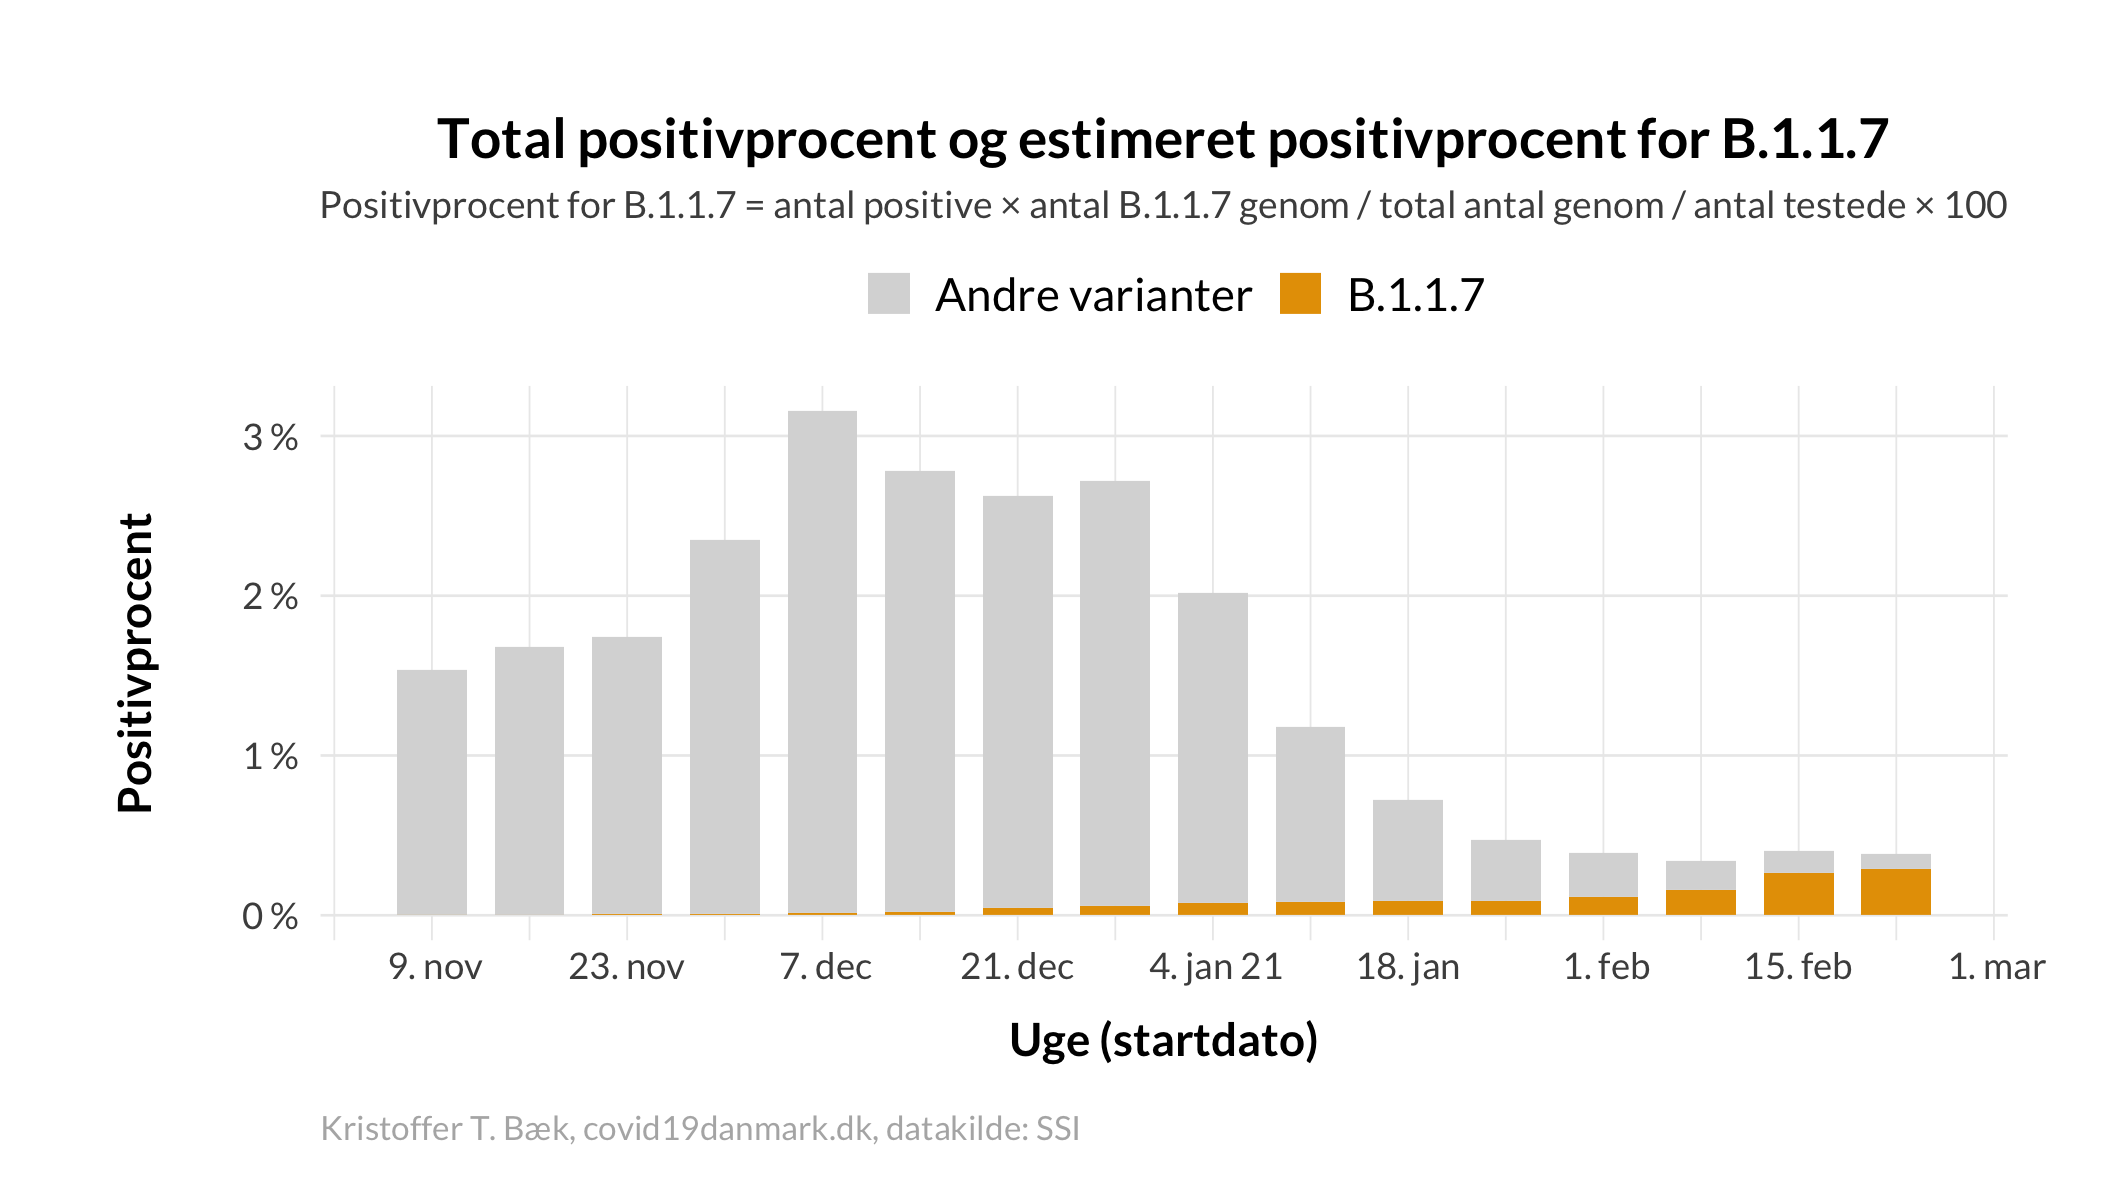 Total positivprocent og estimeret positivprocent for B.1.1.7
Positivprocent for B.1.1.7 = antal positive × antal B.1.1.7 genom / total antal genom / antal testede × 100
Andre varianter B.1.1.7
Positivprocent
3 %
2 %
1 %
0 %
9. nov 23. nov 7. dec 21. dec 4. jan 21 18. jan 1. feb 15. feb 1. mar
Uge (startdato)
Kristoffer T. Bæk, covid19danmark.dk, datakilde: SSI